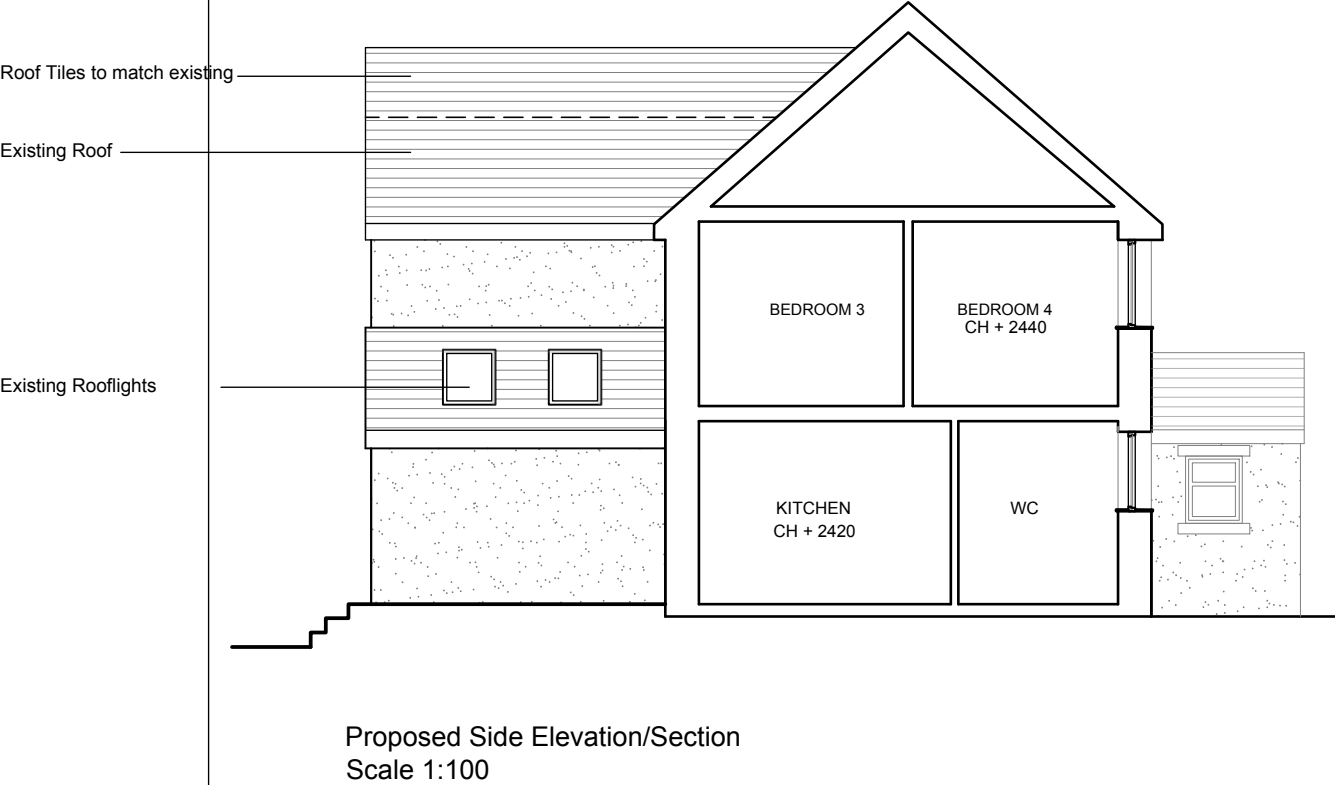 Roof Tiles to match existing
Existing Roof
Existing Rooflights
BEDROOM 3
BEDROOM 4
CH + 2440
KITCHEN
CH + 2420
WC
Proposed Side Elevation/Section
Scale 1:100